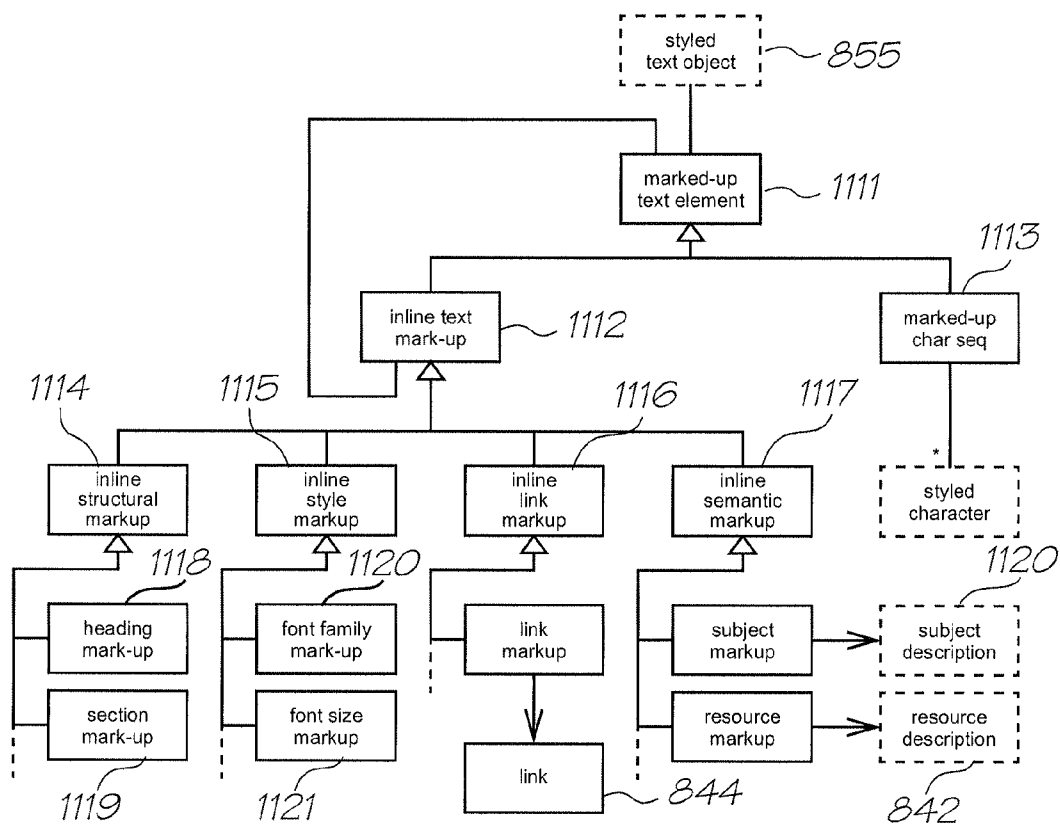 styled
text object
855
marked-up
text element
1111
1113
inline text
mark-up
1112
marked-up
char seq
1114
1115
1116
1117
inline
structural
markup
inline
style
markup
inline
link
markup
inline
semantic
markup
*
styled
character
1118
1120
1120
heading
mark-up
font family
mark-up
link
markup
subject
markup
subject
description
section
mark-up
font size
markup
link
resource
markup
resource
description
1119
1121
844
842